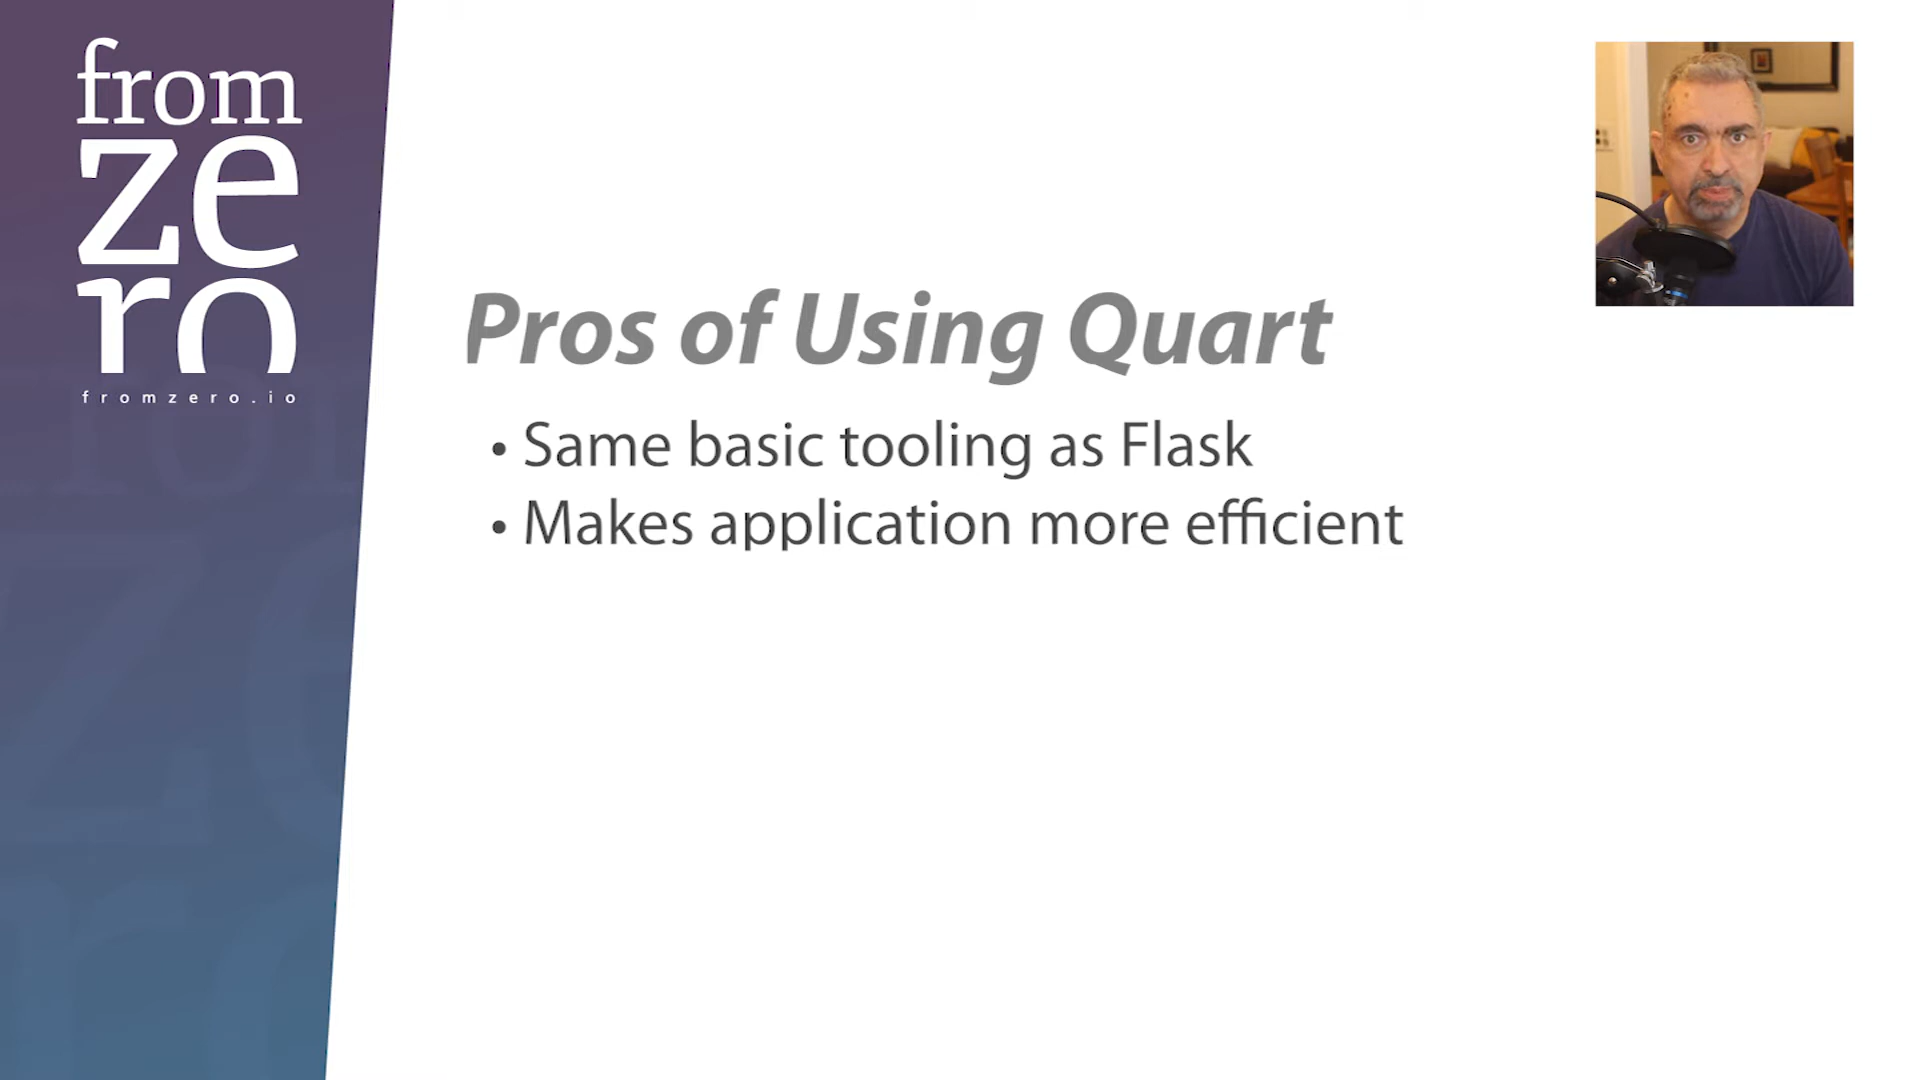 from
ze
ro
fromzero.io
Pros of Using Quart
• Same basic tooling as Flask
• Makes application more efficient